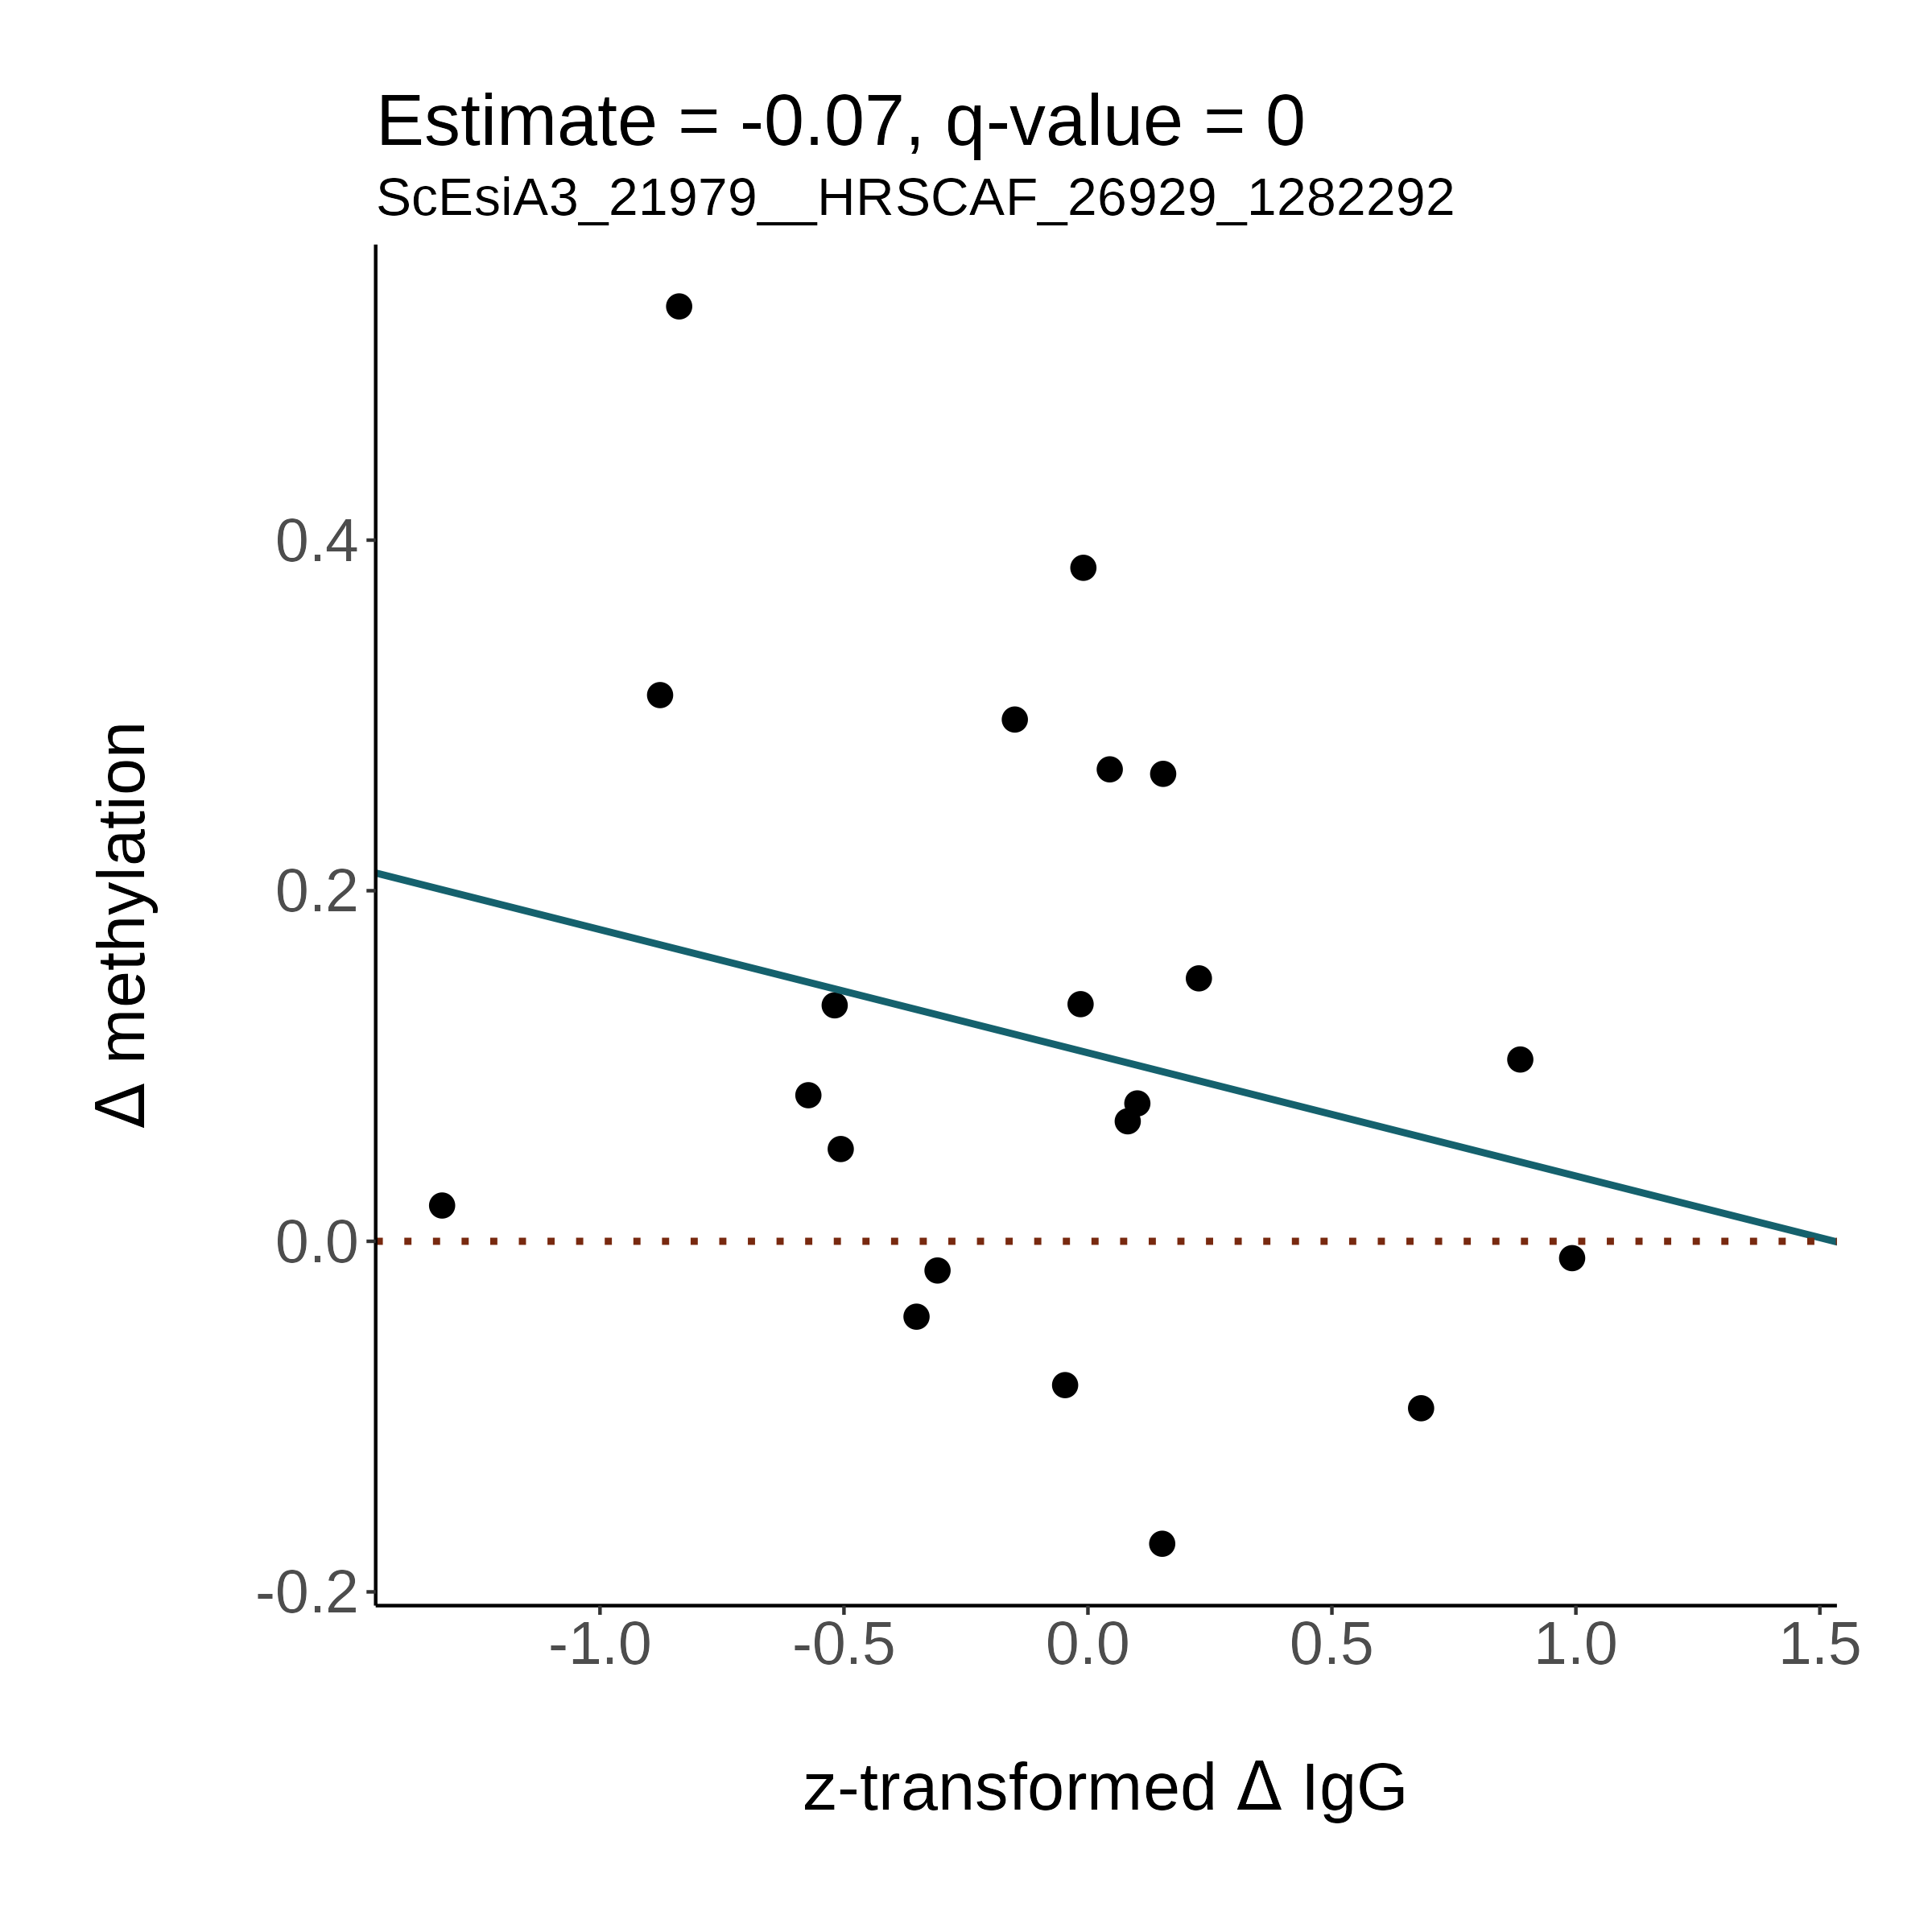 Estimate = -0.07, q-value = 0
ScEsiA3_21979__HRSCAF_26929_1282292
Δ methylation
0.4
0.2
0.0
-0.2
-1.0 -0.5 0.0 0.5 1.0 1.5
z-transformed Δ IgG